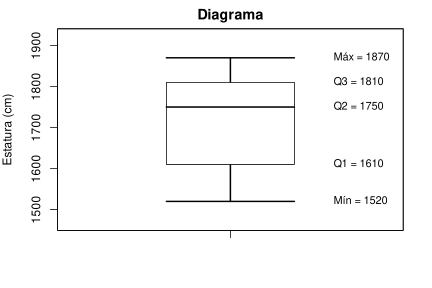 Diagrama
Estatura (cm)
1900
1800
1700
1600
1500
Máx = 1870
Q3 = 1810
Q2 = 1750
Q1 = 1610
Mín = 1520